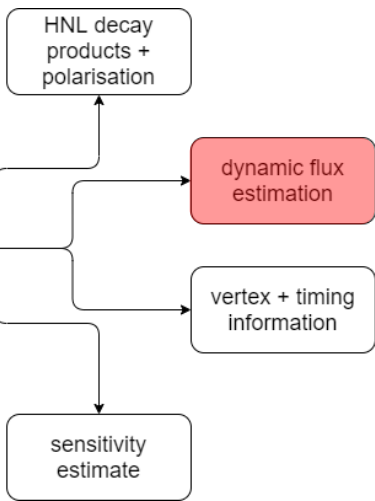 HNL decay
products +
polarisation
dynamic flux
estimation
vertex + timing
information
sensitivity
estimate